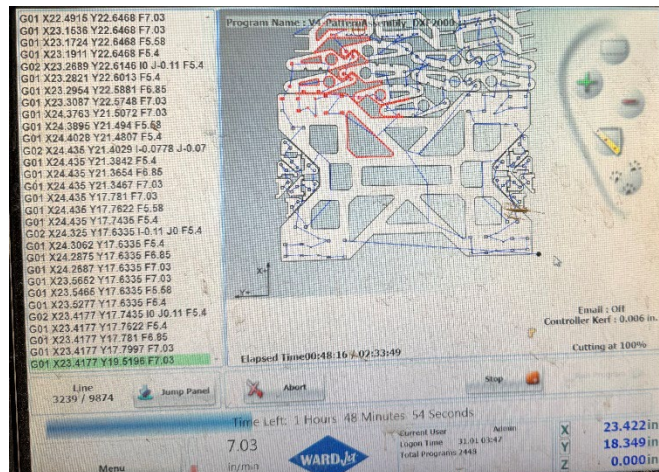 G01 X22.4915 Y22.6468 F7.03
G01 X23.1536 Y22.6468 F7.03
G01 X23.1724 Y22.6468 F5.58
G01 X23.1911 Y22.6468 F5.4
G02 X23.2689 Y22.6146 I0 J-0.11 F5.4
G01 X23.2821 Y22.6013 F5.4
G01 X23.2954 Y22.5881 F6.85
G01 X23.3087 Y22.5748 F7.03
G01 X24.3763 Y21.5072 F7.03
G01 X24.3895 Y21.494 F5.58
G01 X24.4028 Y21.4807 F5.4
G02 X24.435 Y21.4029 I-0.0778 J-0.07
G01 X24.435 Y21.3842 F5.4
G01 X24.435 Y21.3654 F6.85
G01 X24.435 Y21.3467 F7.03
G01 X24.435 Y17.781 F7.03
G01 X24.435 Y17.7622 F5.58
G01 X24.435 Y17.7435 F5.4
G02 X24.325 Y17.6335 I-0.11 J0 F5.4
G01 X24.3062 Y17.6335 F5.4
G01 X24.2875 Y17.6335 F6.85
G01 X24.2687 Y17.6335 F7.03
G01 X23.5652 Y17.6335 F7.03
G01 X23.5465 Y17.6335 F5.58
G01 X23.5277 Y17.6335 F5.4
G02 X23.4177 Y17.7435 I0 J0.11 F5.4
G01 X23.4177 Y17.7622 F5.4
G01 X23.4177 Y17.781 F6.85
G01 X23.4177 Y17.7997 F7.03
G01 X23.4177 Y19.5196 F7.03
Program Name : V4_PatternAssembly_DXF2000
X+
Y+
Email : Off
Controller Kerf : 0.006 in.
Cutting at 100%
Elapsed Time00:48:16 / 02:33:49
Line
3239 / 9874
Jump Panel
Abort
Stop
Time Left: 1 Hours 48 Minutes 54 Seconds
7.03
in/min
Menu
WARDJet
Current User Admin
Logon Time 31.01 03:47
Total Programs 2449
X 23.422in
Y 18.349in
Z 0.000in